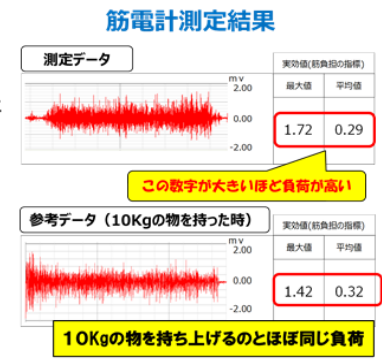 筋電計測定結果
測定データ
実効値(筋負担の指標)
最大値 平均値
mv
2.00
0.00
-2.00
1.72 0.29
この数字が大きいほど負荷が高い
参考データ（10Kgの物を持った時）
実効値(筋負担の指標)
最大値 平均値
mv
2.00
0.00
-2.00
1.42 0.32
10Kgの物を持ち上げるのとほぼ同じ負荷